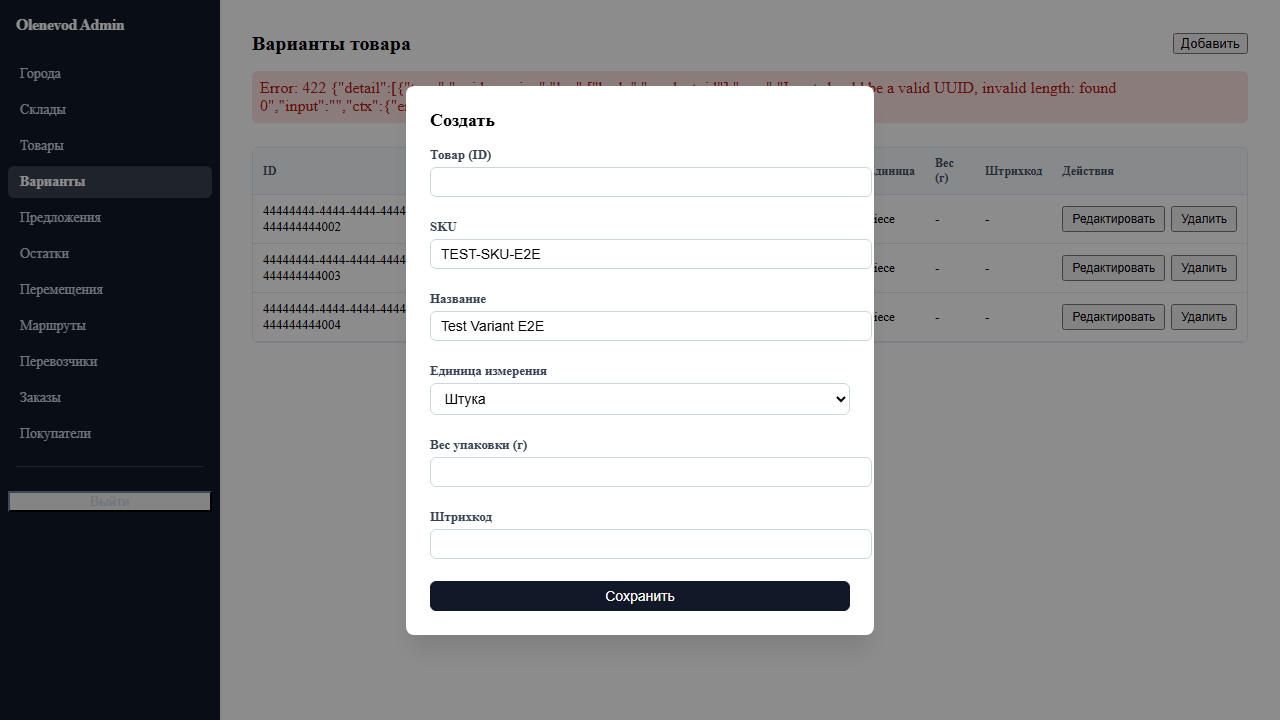 Olenevod Admin
Города
Склады
Товары
Варианты
Предложения
Остатки
Перемещения
Маршруты
Перевозчики
Заказы
Покупатели
Выйти
Варианты товара
Добавить
Error: 422 {"detail":[{"
be a valid UUID, invalid length: found
0","input":"","ctx":{"e
ID
Вес
(г)
Штрихкод
Действия
44444444-4444-4444-4444
444444444002
-
-
Редактировать
Удалить
44444444-4444-4444-4444
444444444003
-
-
Редактировать
Удалить
44444444-4444-4444-4444
444444444004
-
-
Редактировать
Удалить
Создать
Товар (ID)
SKU
TEST-SKU-E2E
Название
Test Variant E2E
Единица измерения
Штука
Вес упаковки (г)
Штрихкод
Сохранить